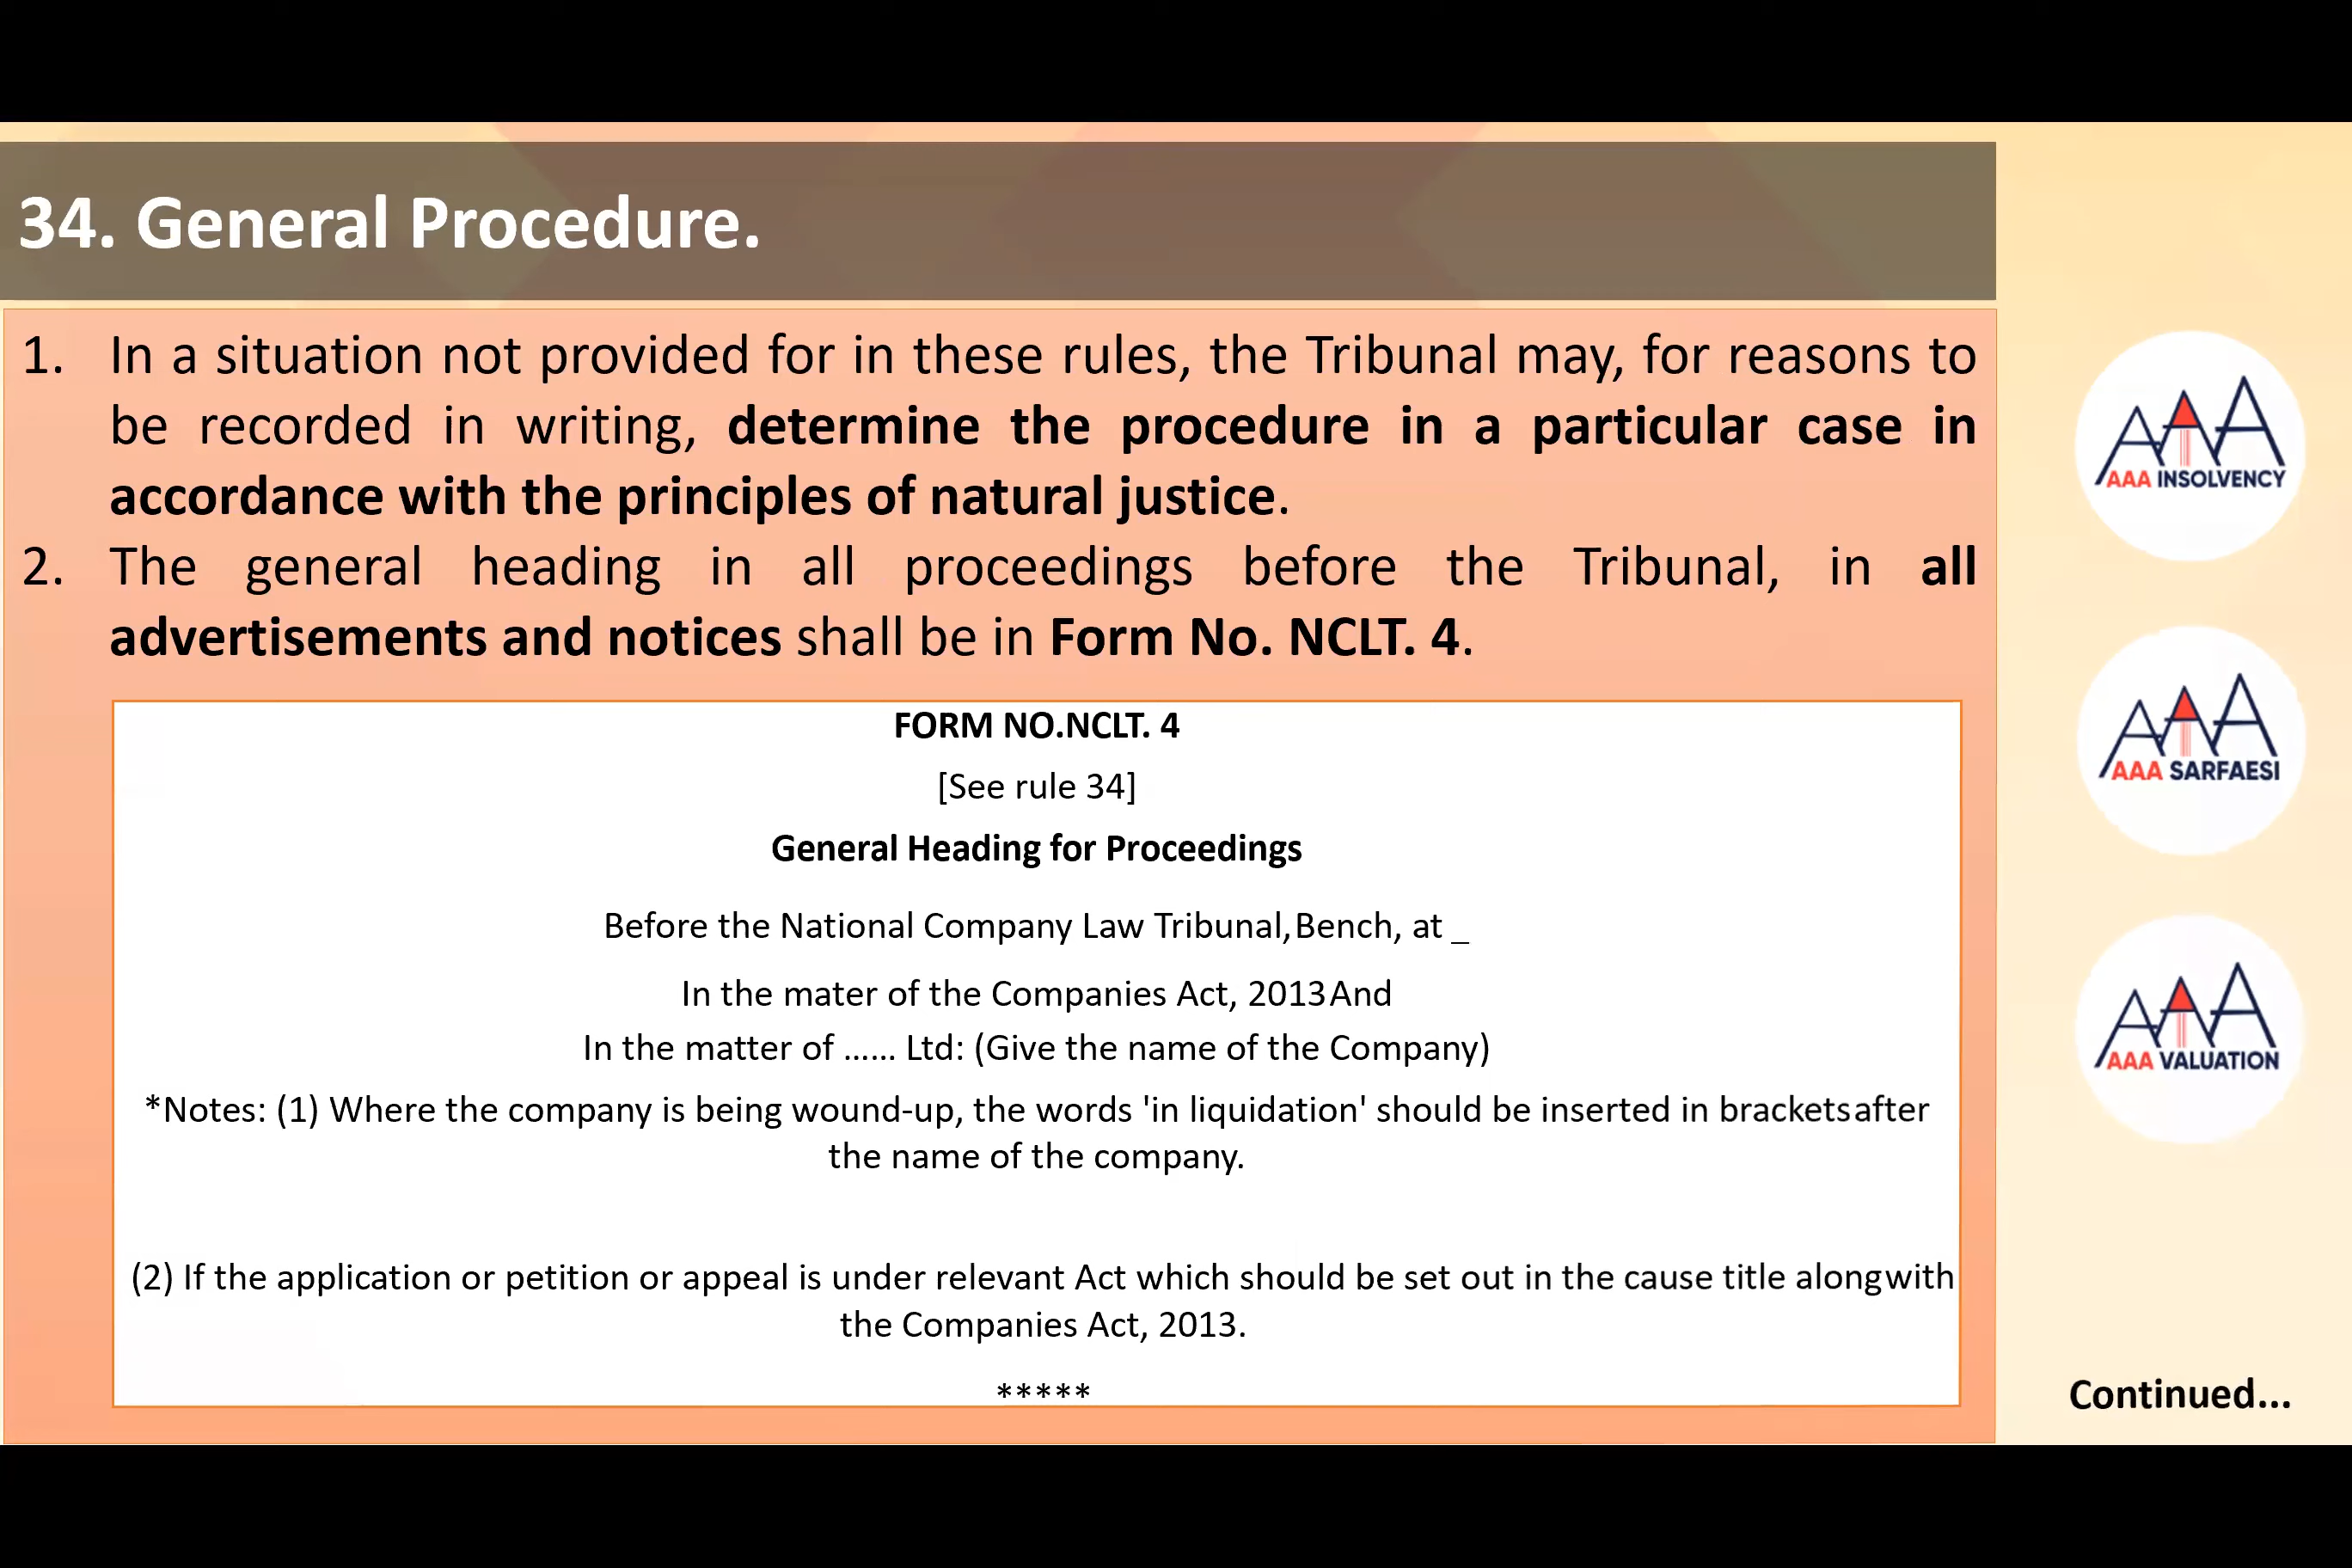 34. General Procedure.
1. In a situation not provided for in these rules, the Tribunal may, for reasons to
be recorded in writing, determine the procedure in a particular case in
accordance with the principles of natural justice.
2. The general heading in all proceedings before the Tribunal, in all
advertisements and notices shall be in Form No. NCLT. 4.
FORM NO.NCLT. 4
[See rule 34]
General Heading for Proceedings
Before the National Company Law Tribunal, Bench, at _
In the mater of the Companies Act, 2013 And
In the matter of ...... Ltd: (Give the name of the Company)
*Notes: (1) Where the company is being wound-up, the words 'in liquidation' should be inserted in brackets after
the name of the company.
(2) If the application or petition or appeal is under relevant Act which should be set out in the cause title along with
the Companies Act, 2013.
*****
AAA INSOLVENCY
AAA SARFAESI
AAA VALUATION
Continued...